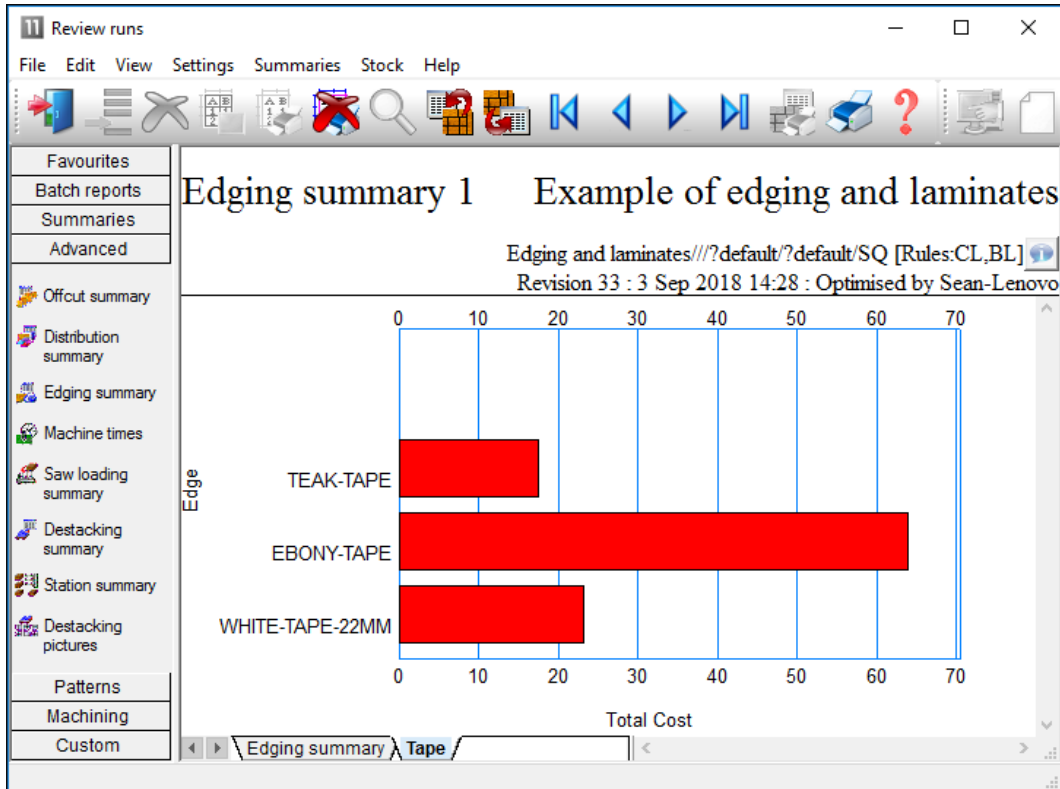 Review runs
File Edit View Settings Summaries Stock Help
Favourites
Batch reports
Summaries
Advanced
Offcut summary
Distribution
summary
Edging summary
Machine times
Saw loading
summary
Destacking
summary
Station summary
Destacking
pictures
Patterns
Machining
Custom
Edging summary 1 Example of edging and laminates
Edging and laminates///?default/?default/SQ [Rules:CL,BL]
Revision 33 : 3 Sep 2018 14:28 : Optimised by Sean-Lenovo
0 10 20 30 40 50 60 70
Edge
TEAK-TAPE
EBONY-TAPE
WHITE-TAPE-22MM
0 10 20 30 40 50 60 70
Total Cost
Edging summary Tape